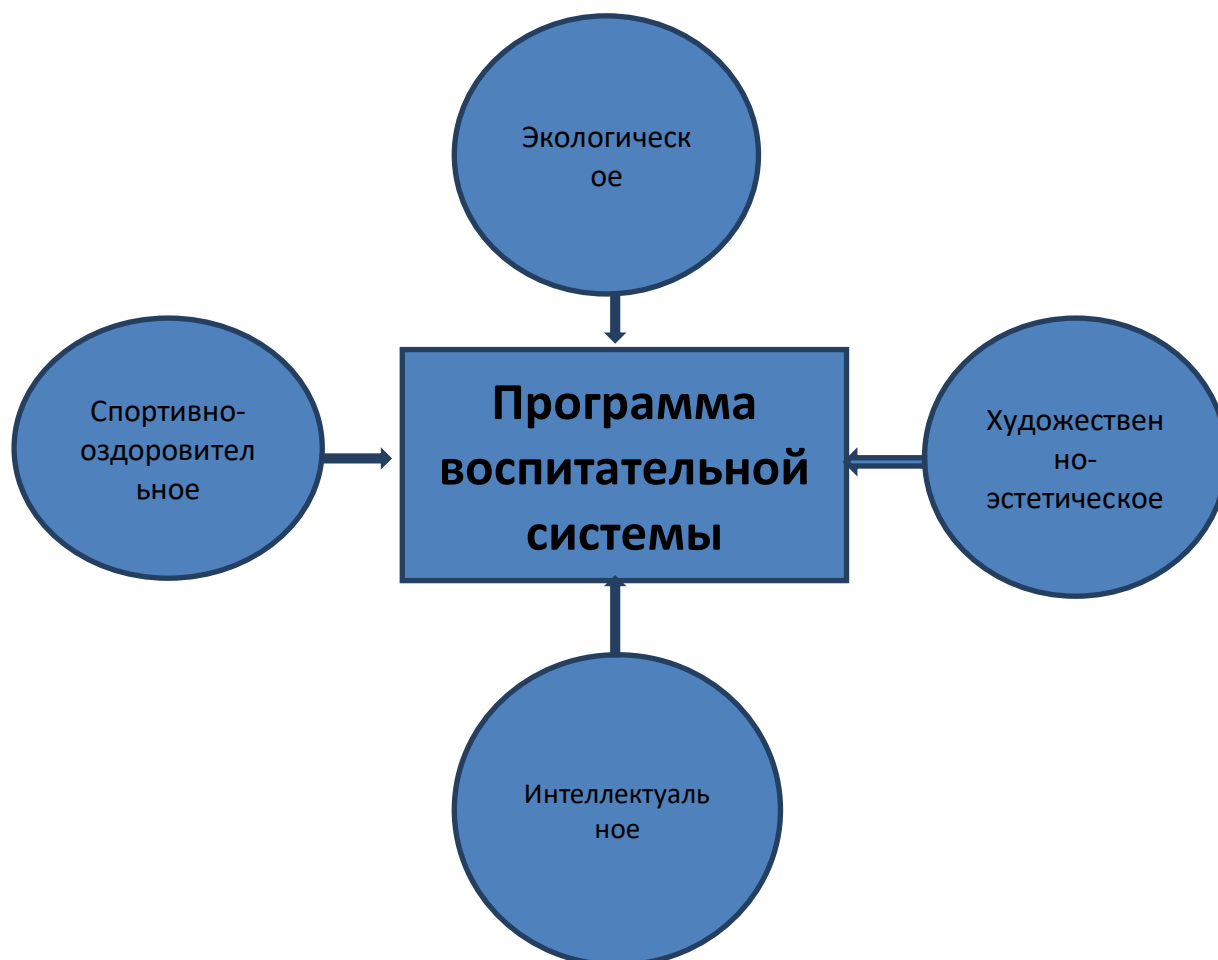 Экологическ
ое
Спортивно-
оздоровител
ьное
Программа
воспитательной
системы
Художествен
но-
эстетическое
Интеллектуаль
ное